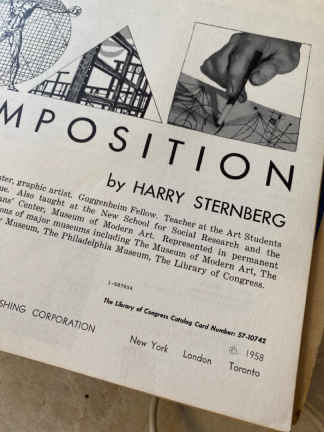 MPOSITION
by HARRY STERNBERG
ter, graphic artist. Guggenheim Fellow. Teacher at the Art Students
ue. Also taught at the New School for Social Research and the
ans' Center, Museum of Modern Art. Represented in permanent
ons of major museums including The Museum of Modern Art, The
r Museum, The Philadelphia Museum, The Library of Congress.
The Library of Congress Catalog Card Number: 57-10742
SHING CORPORATION
New York London Toronto
© 1958